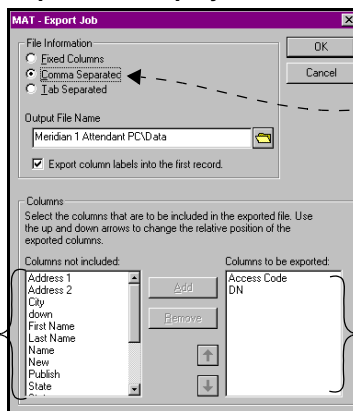 MAT - Export Job
File Information
Fixed Columns
Comma Separated
Tab Separated
Output File Name
Meridian 1 Attendant PC\Data
Export column labels into the first record.
OK
Cancel
Columns
Select the columns that are to be included in the exported file. Use
the up and down arrows to change the relative position of the
exported columns.
Columns not included:
Address 1
Address 2
City
down
First Name
Last Name
Name
New
Publish
State
Add
Remove
Columns to be exported:
Access Code
DN